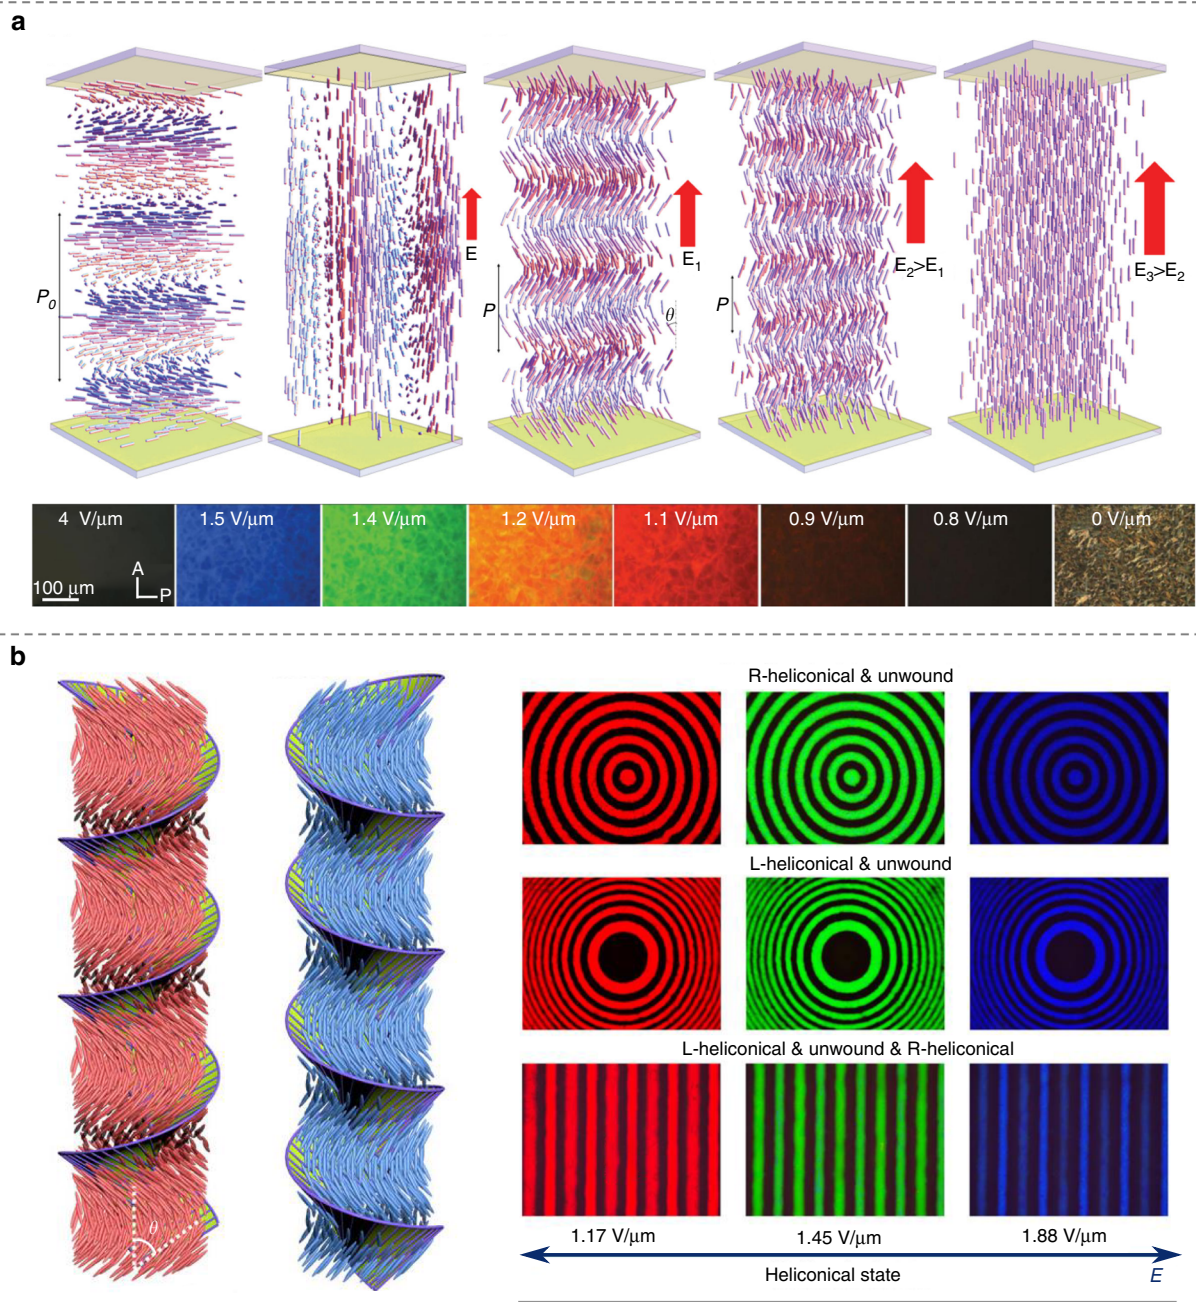 a
P₀
E
P
E₁
θ
P
E₂>E₁
E₃>E₂
4 V/μm
1.5 V/μm
1.4 V/μm
1.2 V/μm
1.1 V/μm
0.9 V/μm
0.8 V/μm
0 V/μm
A
P
100 μm
b
θ
R-heliconical & unwound
L-heliconical & unwound
L-heliconical & unwound & R-heliconical
1.17 V/μm
1.45 V/μm
1.88 V/μm
Heliconical state
E